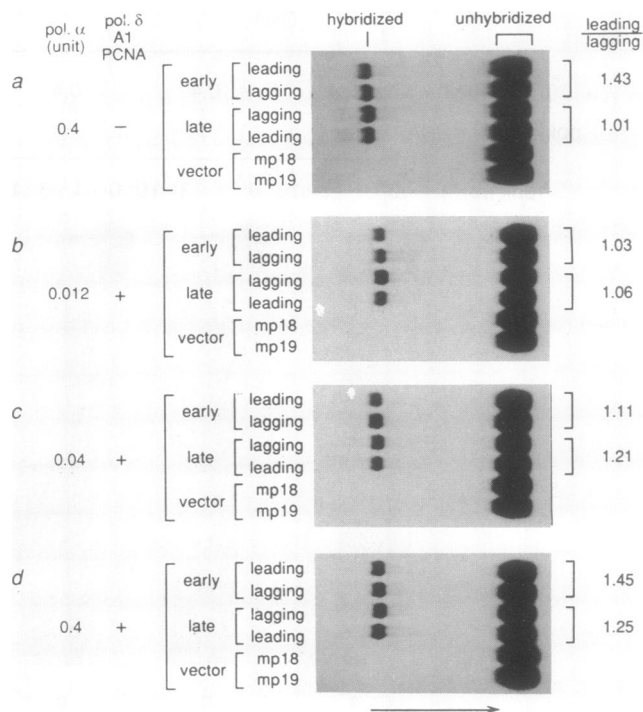 pol. α (unit)
pol. δ A1 PCNA
hybridized
unhybridized
leading
lagging
a
0.4
−
early
leading
lagging
1.43
late
lagging
leading
1.01
vector
mp18
mp19
b
0.012
+
early
leading
lagging
1.03
late
lagging
leading
1.06
vector
mp18
mp19
c
0.04
+
early
leading
lagging
1.11
late
lagging
leading
1.21
vector
mp18
mp19
d
0.4
+
early
leading
lagging
1.45
late
lagging
leading
1.25
vector
mp18
mp19